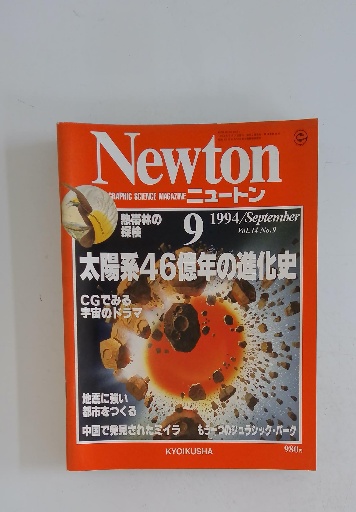 Newton
GRAPHIC SCIENCE MAGAZINE ニュートン
熱帯林の
探検
9
1994/September
VOL.14 No.9
太陽系46億年の進化史
CGでみる
宇宙のドラマ
地震に強い
都市をつくる
中国で発見されたミイラ もう一つのジュラシック・パーク
KYOIKUSHA
980円